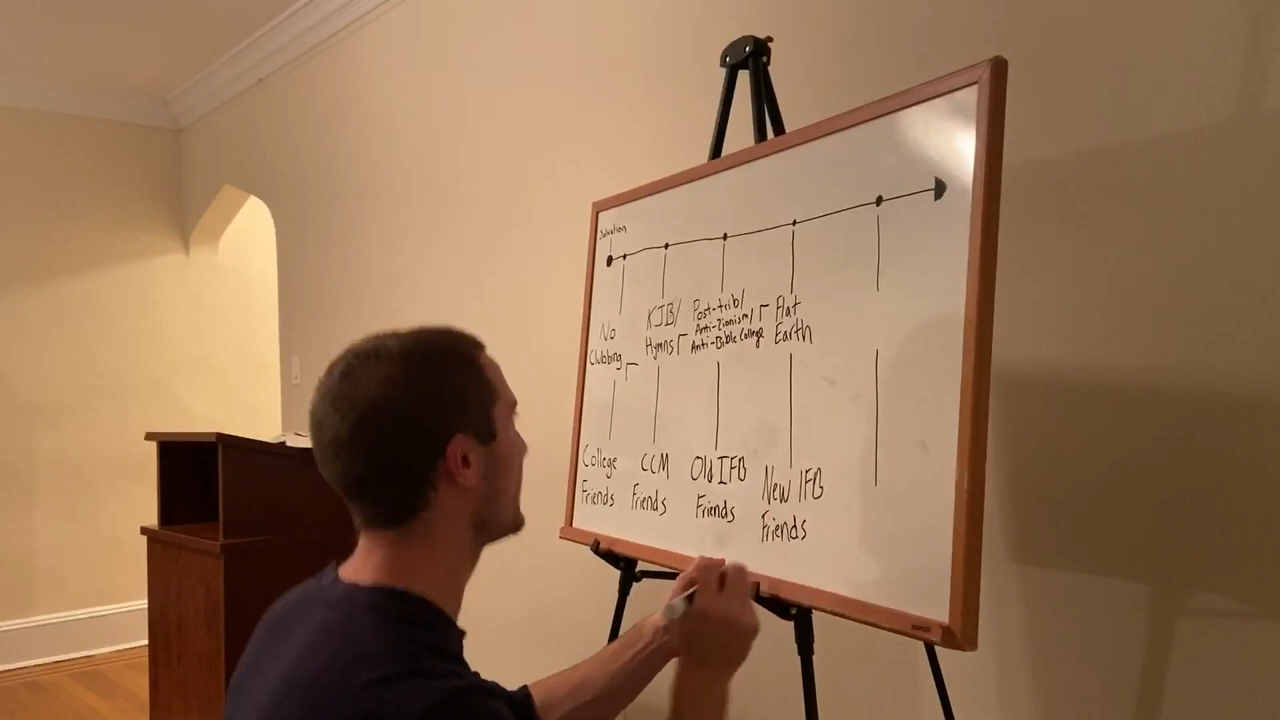 Salvation
No
Clubbing
KJB/
Hymns
Post-trib/
Anti-Zionism/
Anti-Bible College
Flat
Earth
College
Friends
CCM
Friends
Old IFB
Friends
New IFB
Friends